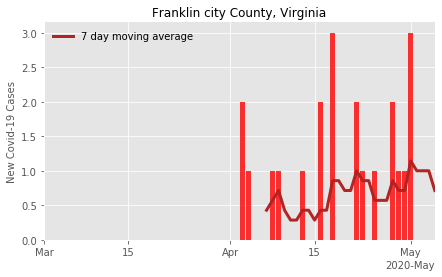 Franklin city County, Virginia
7 day moving average
New Covid-19 Cases
3.0
2.5
2.0
1.5
1.0
0.5
0.0
Mar
15
Apr
15
May
2020-May